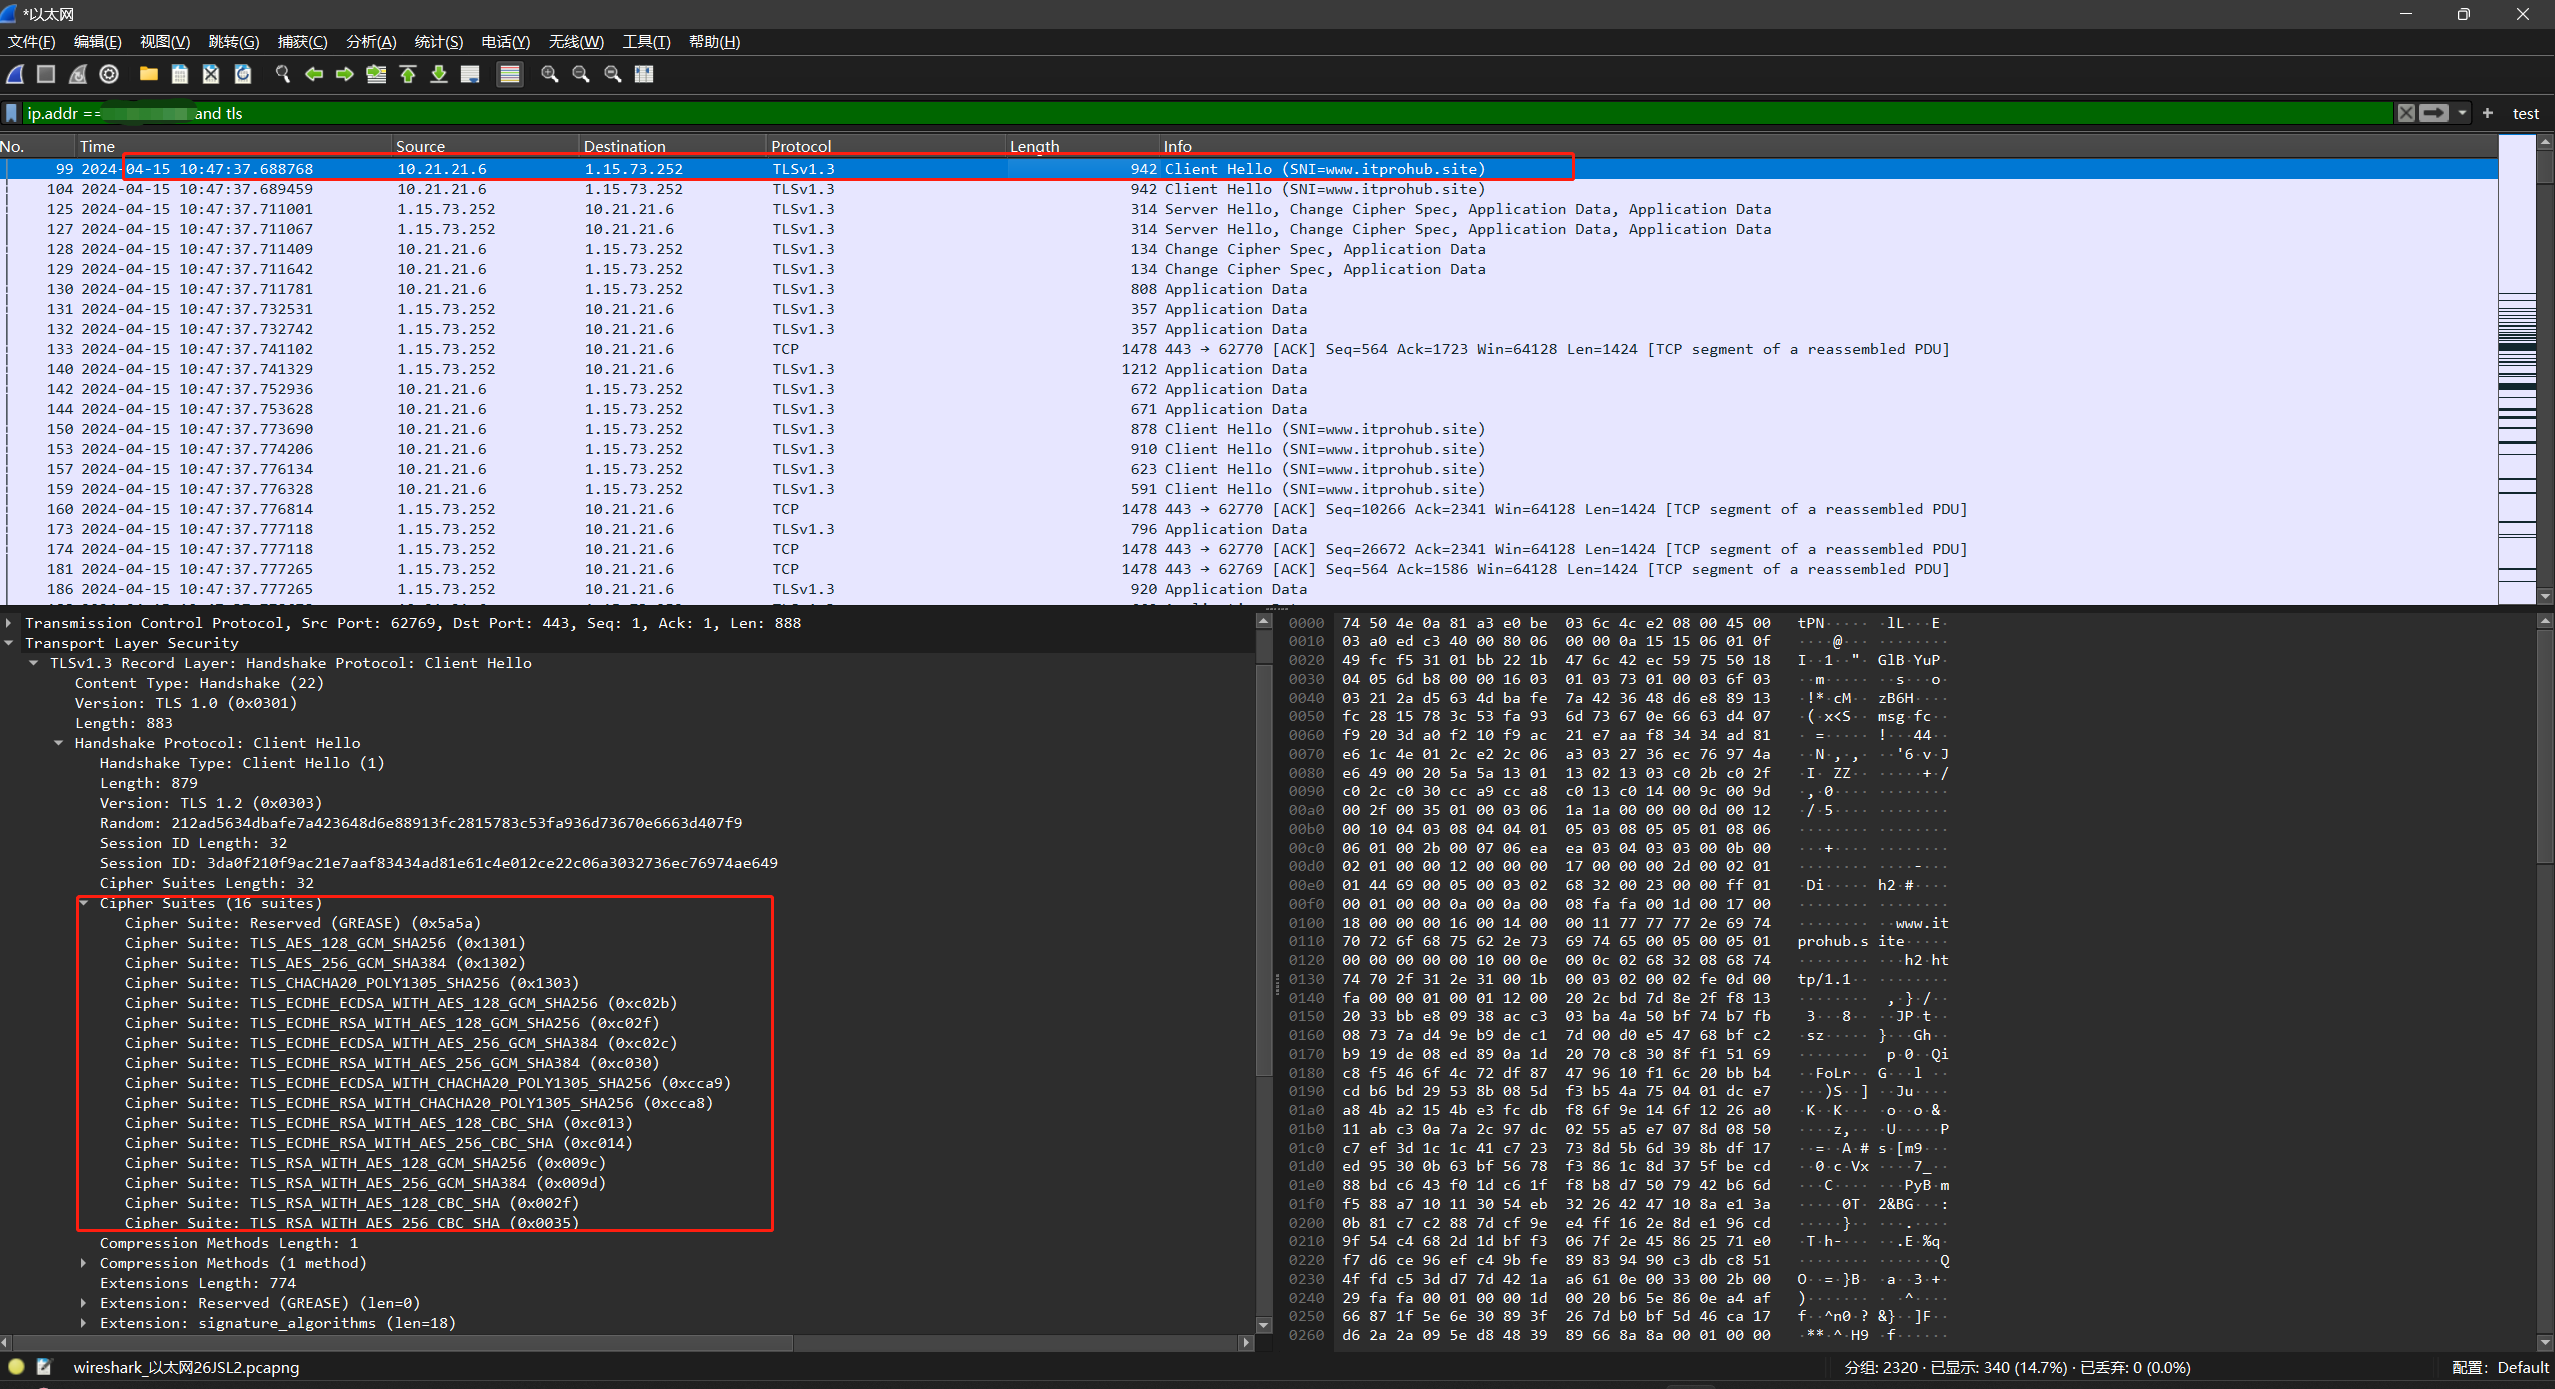 *以太网
文件(F) 编辑(E) 视图(V) 跳转(G) 捕获(C) 分析(A) 统计(S) 电话(Y) 无线(W) 工具(T) 帮助(H)
ip.addr == and tls
test
No. Time Source Destination Protocol Length Info
99 2024-04-15 10:47:37.688768 10.21.21.6 1.15.73.252 TLSv1.3 942 Client Hello (SNI=www.itprohub.site)
104 2024-04-15 10:47:37.689459 10.21.21.6 1.15.73.252 TLSv1.3 942 Client Hello (SNI=www.itprohub.site)
125 2024-04-15 10:47:37.711001 1.15.73.252 10.21.21.6 TLSv1.3 314 Server Hello, Change Cipher Spec, Application Data, Application Data
127 2024-04-15 10:47:37.711067 1.15.73.252 10.21.21.6 TLSv1.3 314 Server Hello, Change Cipher Spec, Application Data, Application Data
128 2024-04-15 10:47:37.711409 10.21.21.6 1.15.73.252 TLSv1.3 134 Change Cipher Spec, Application Data
129 2024-04-15 10:47:37.711642 10.21.21.6 1.15.73.252 TLSv1.3 134 Change Cipher Spec, Application Data
130 2024-04-15 10:47:37.711781 10.21.21.6 1.15.73.252 TLSv1.3 808 Application Data
131 2024-04-15 10:47:37.732531 1.15.73.252 10.21.21.6 TLSv1.3 357 Application Data
132 2024-04-15 10:47:37.732742 1.15.73.252 10.21.21.6 TLSv1.3 357 Application Data
133 2024-04-15 10:47:37.741102 1.15.73.252 10.21.21.6 TCP 1478 443 → 62770 [ACK] Seq=564 Ack=1723 Win=64128 Len=1424 [TCP segment of a reassembled PDU]
140 2024-04-15 10:47:37.741329 1.15.73.252 10.21.21.6 TLSv1.3 1212 Application Data
142 2024-04-15 10:47:37.752936 10.21.21.6 1.15.73.252 TLSv1.3 672 Application Data
144 2024-04-15 10:47:37.753628 10.21.21.6 1.15.73.252 TLSv1.3 671 Application Data
150 2024-04-15 10:47:37.773690 10.21.21.6 1.15.73.252 TLSv1.3 878 Client Hello (SNI=www.itprohub.site)
153 2024-04-15 10:47:37.774206 10.21.21.6 1.15.73.252 TLSv1.3 910 Client Hello (SNI=www.itprohub.site)
157 2024-04-15 10:47:37.776134 10.21.21.6 1.15.73.252 TLSv1.3 623 Client Hello (SNI=www.itprohub.site)
159 2024-04-15 10:47:37.776328 10.21.21.6 1.15.73.252 TLSv1.3 591 Client Hello (SNI=www.itprohub.site)
160 2024-04-15 10:47:37.776814 1.15.73.252 10.21.21.6 TCP 1478 443 → 62770 [ACK] Seq=10266 Ack=2341 Win=64128 Len=1424 [TCP segment of a reassembled PDU]
173 2024-04-15 10:47:37.777118 1.15.73.252 10.21.21.6 TLSv1.3 796 Application Data
174 2024-04-15 10:47:37.777118 1.15.73.252 10.21.21.6 TCP 1478 443 → 62770 [ACK] Seq=26672 Ack=2341 Win=64128 Len=1424 [TCP segment of a reassembled PDU]
181 2024-04-15 10:47:37.777265 1.15.73.252 10.21.21.6 TCP 1478 443 → 62769 [ACK] Seq=564 Ack=1586 Win=64128 Len=1424 [TCP segment of a reassembled PDU]
186 2024-04-15 10:47:37.777265 1.15.73.252 10.21.21.6 TLSv1.3 920 Application Data
Transmission Control Protocol, Src Port: 62769, Dst Port: 443, Seq: 1, Ack: 1, Len: 888
Transport Layer Security
TLSv1.3 Record Layer: Handshake Protocol: Client Hello
Content Type: Handshake (22)
Version: TLS 1.0 (0x0301)
Length: 883
Handshake Protocol: Client Hello
Handshake Type: Client Hello (1)
Length: 879
Version: TLS 1.2 (0x0303)
Random: 212ad5634dbafe7a423648d6e88913fc2815783c53fa936d73670e6663d407f9
Session ID Length: 32
Session ID: 3da0f210f9ac21e7aaf83434ad81e61c4e012ce22c06a3032736ec76974ae649
Cipher Suites Length: 32
Cipher Suites (16 suites)
Cipher Suite: Reserved (GREASE) (0x5a5a)
Cipher Suite: TLS_AES_128_GCM_SHA256 (0x1301)
Cipher Suite: TLS_AES_256_GCM_SHA384 (0x1302)
Cipher Suite: TLS_CHACHA20_POLY1305_SHA256 (0x1303)
Cipher Suite: TLS_ECDHE_ECDSA_WITH_AES_128_GCM_SHA256 (0xc02b)
Cipher Suite: TLS_ECDHE_RSA_WITH_AES_128_GCM_SHA256 (0xc02f)
Cipher Suite: TLS_ECDHE_ECDSA_WITH_AES_256_GCM_SHA384 (0xc02c)
Cipher Suite: TLS_ECDHE_RSA_WITH_AES_256_GCM_SHA384 (0xc030)
Cipher Suite: TLS_ECDHE_ECDSA_WITH_CHACHA20_POLY1305_SHA256 (0xcca9)
Cipher Suite: TLS_ECDHE_RSA_WITH_CHACHA20_POLY1305_SHA256 (0xcca8)
Cipher Suite: TLS_ECDHE_RSA_WITH_AES_128_CBC_SHA (0xc013)
Cipher Suite: TLS_ECDHE_RSA_WITH_AES_256_CBC_SHA (0xc014)
Cipher Suite: TLS_RSA_WITH_AES_128_GCM_SHA256 (0x009c)
Cipher Suite: TLS_RSA_WITH_AES_256_GCM_SHA384 (0x009d)
Cipher Suite: TLS_RSA_WITH_AES_128_CBC_SHA (0x002f)
Cipher Suite: TLS_RSA_WITH_AES_256_CBC_SHA (0x0035)
Compression Methods Length: 1
Compression Methods (1 method)
Extensions Length: 774
Extension: Reserved (GREASE) (len=0)
Extension: signature_algorithms (len=18)
0000 74 50 4e 0a 81 a3 e0 be 03 6c 4c e2 08 00 45 00
0010 03 a0 ed c3 40 00 80 06 00 00 0a 15 15 06 01 0f
0020 49 fc f5 31 01 bb 22 1b 47 6c 42 ec 59 75 50 18
0030 04 05 6d b8 00 00 16 03 01 03 73 01 00 03 6f 03
0040 03 21 2a d5 63 4d ba fe 7a 42 36 48 d6 e8 89 13
0050 fc 28 15 78 3c 53 fa 93 6d 73 67 0e 66 63 d4 07
0060 f9 20 3d a0 f2 10 f9 ac 21 e7 aa f8 34 34 ad 81
0070 e6 1c 4e 01 2c e2 2c 06 a3 03 27 36 ec 76 97 4a
0080 e6 49 00 20 5a 5a 13 01 13 02 13 03 c0 2b c0 2f
0090 c0 2c c0 30 cc a9 cc a8 c0 13 c0 14 00 9c 00 9d
00a0 00 2f 00 35 01 00 03 06 1a 1a 00 00 00 0d 00 12
00b0 00 10 04 03 08 04 04 01 05 03 08 05 05 01 08 06
00c0 06 01 00 2b 00 07 06 ea ea 03 04 03 03 00 0b 00
00d0 02 01 00 00 12 00 00 00 17 00 00 00 2d 00 02 01
00e0 01 44 69 00 05 00 03 02 68 32 00 23 00 00 ff 01
00f0 00 01 00 00 0a 00 0a 00 08 fa fa 00 1d 00 17 00
0100 18 00 00 00 16 00 14 00 00 11 77 77 77 2e 69 74
0110 70 72 6f 68 75 62 2e 73 69 74 65 00 05 00 05 01
0120 00 00 00 00 00 10 00 0e 00 0c 02 68 32 08 68 74
0130 74 70 2f 31 2e 31 00 1b 00 03 02 00 02 fe 0d 00
0140 fa 00 00 01 00 01 12 00 20 2c bd 7d 8e 2f f8 13
0150 20 33 bb e8 09 38 ac c3 03 ba 4a 50 bf 74 b7 fb
0160 08 73 7a d4 9e b9 de c1 7d 00 d0 e5 47 68 bf c2
0170 b9 19 de 08 ed 89 0a 1d 20 70 c8 30 8f f1 51 69
0180 c8 f5 46 6f 4c 72 df 87 47 96 10 f1 6c 20 bb b4
0190 cd b6 bd 29 53 8b 08 5d f3 b5 4a 75 04 01 dc e7
01a0 a8 4b a2 15 4b e3 fc db f8 6f 9e 14 6f 12 26 a0
01b0 11 ab c3 0a 7a 2c 97 dc 02 55 a5 e7 07 8d 08 50
01c0 c7 ef 3d 1c 1c 41 c7 23 73 8d 5b 6d 39 8b df 17
01d0 ed 95 30 0b 63 bf 56 78 f3 86 1c 8d 37 5f be cd
01e0 88 bd c6 43 f0 1d c6 1f f8 b8 d7 50 79 42 b6 6d
01f0 f5 88 a7 10 11 30 54 eb 32 26 42 47 10 8a e1 3a
0200 0b 81 c7 c2 88 7d cf 9e e4 ff 16 2e 8d e1 96 cd
0210 9f 54 c4 68 2d 1d bf f3 06 7f 2e 45 86 25 71 e0
0220 f7 d6 ce 96 ef c4 9b fe 89 83 94 90 c3 db c8 51
0230 4f fd c5 3d d7 7d 42 1a a6 61 0e 00 33 00 2b 00
0240 29 fa fa 00 01 00 00 1d 00 20 b6 5e 86 0e a4 af
0250 66 87 1f 5e 6e 30 89 3f 26 7d b0 bf 5d 46 ca 17
0260 d6 2a 2a 09 5e d8 48 39 89 66 8a 8a 00 01 00 00
wireshark_以太网26JSL2.pcapng
分组: 2320 · 已显示: 340 (14.7%) · 已丢弃: 0 (0.0%)
配置: Default